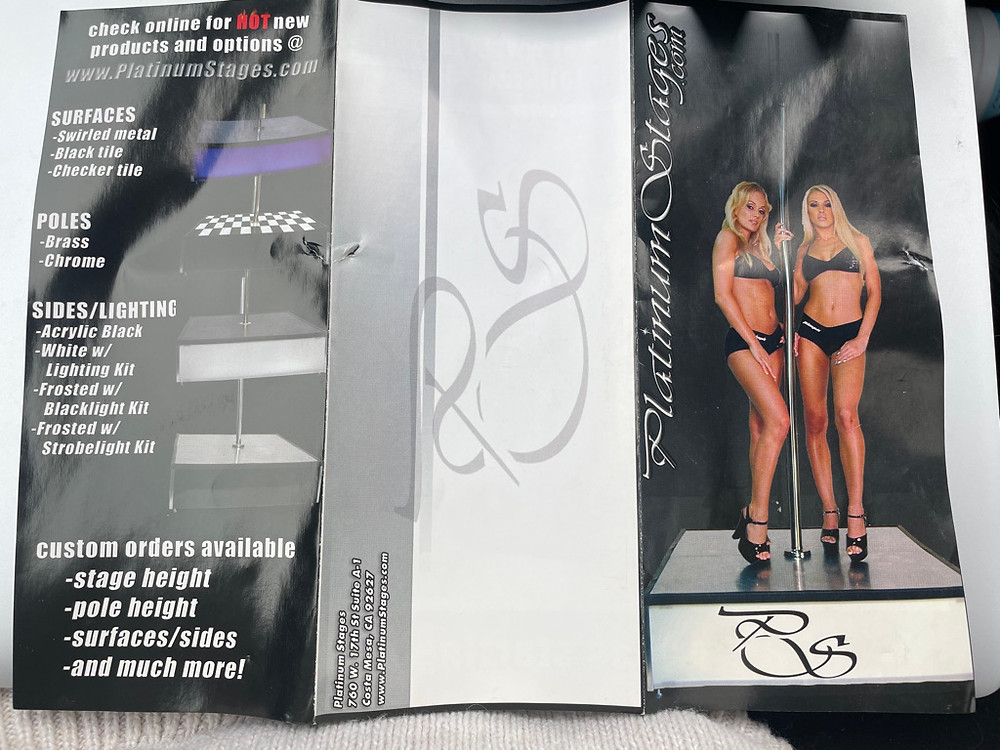 check online for HOT new
products and options @
www.PlatinumStages.com
SURFACES
-Swirled metal
-Black tile
-Checker tile
POLES
-Brass
-Chrome
SIDES/LIGHTING
-Acrylic Black
-White w/
Lighting Kit
-Frosted w/
Blacklight Kit
-Frosted w/
Strobelight Kit
custom orders available
-stage height
-pole height
-surfaces/sides
-and much more!
PS
Platinum Stages
760 W. 17th St Suite A-1
Costa Mesa, CA 92627
www.PlatinumStages.com
PlatinumStages
.com
PS